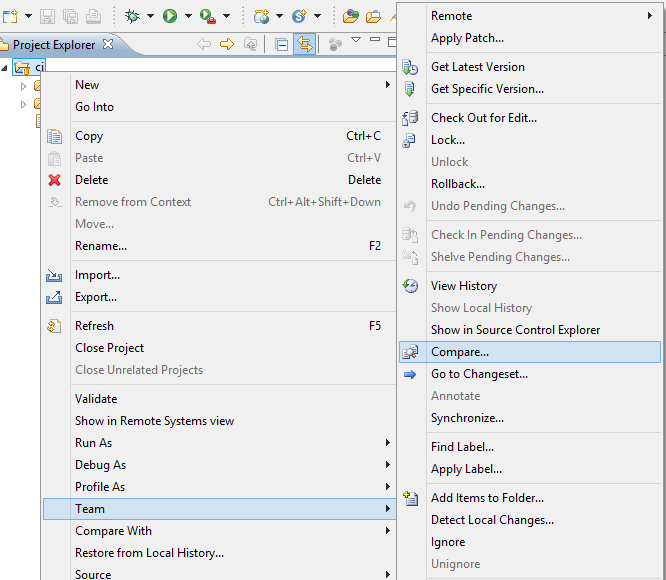 Project Explorer
ci
New
Go Into
Copy Ctrl+C
Paste Ctrl+V
Delete Delete
Remove from Context Ctrl+Alt+Shift+Down
Move...
Rename... F2
Import...
Export...
Refresh F5
Close Project
Close Unrelated Projects
Validate
Show in Remote Systems view
Run As
Debug As
Profile As
Team
Compare With
Restore from Local History...
Source
Remote
Apply Patch...
Get Latest Version
Get Specific Version...
Check Out for Edit...
Lock...
Unlock
Rollback...
Undo Pending Changes...
Check In Pending Changes...
Shelve Pending Changes...
View History
Show Local History
Show in Source Control Explorer
Compare...
Go to Changeset...
Annotate
Synchronize...
Find Label...
Apply Label...
Add Items to Folder...
Detect Local Changes...
Ignore
Unignore